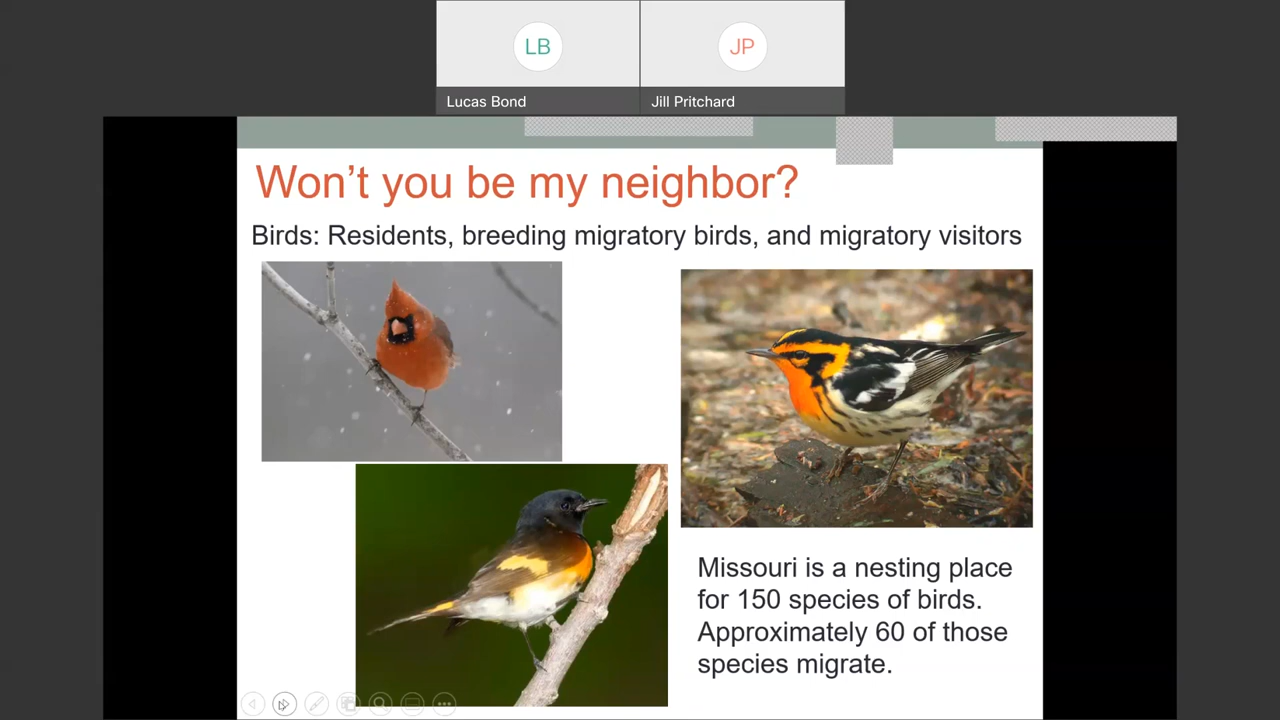 LB
JP
Lucas Bond
Jill Pritchard
Won't you be my neighbor?
Birds: Residents, breeding migratory birds, and migratory visitors
Missouri is a nesting place
for 150 species of birds.
Approximately 60 of those
species migrate.